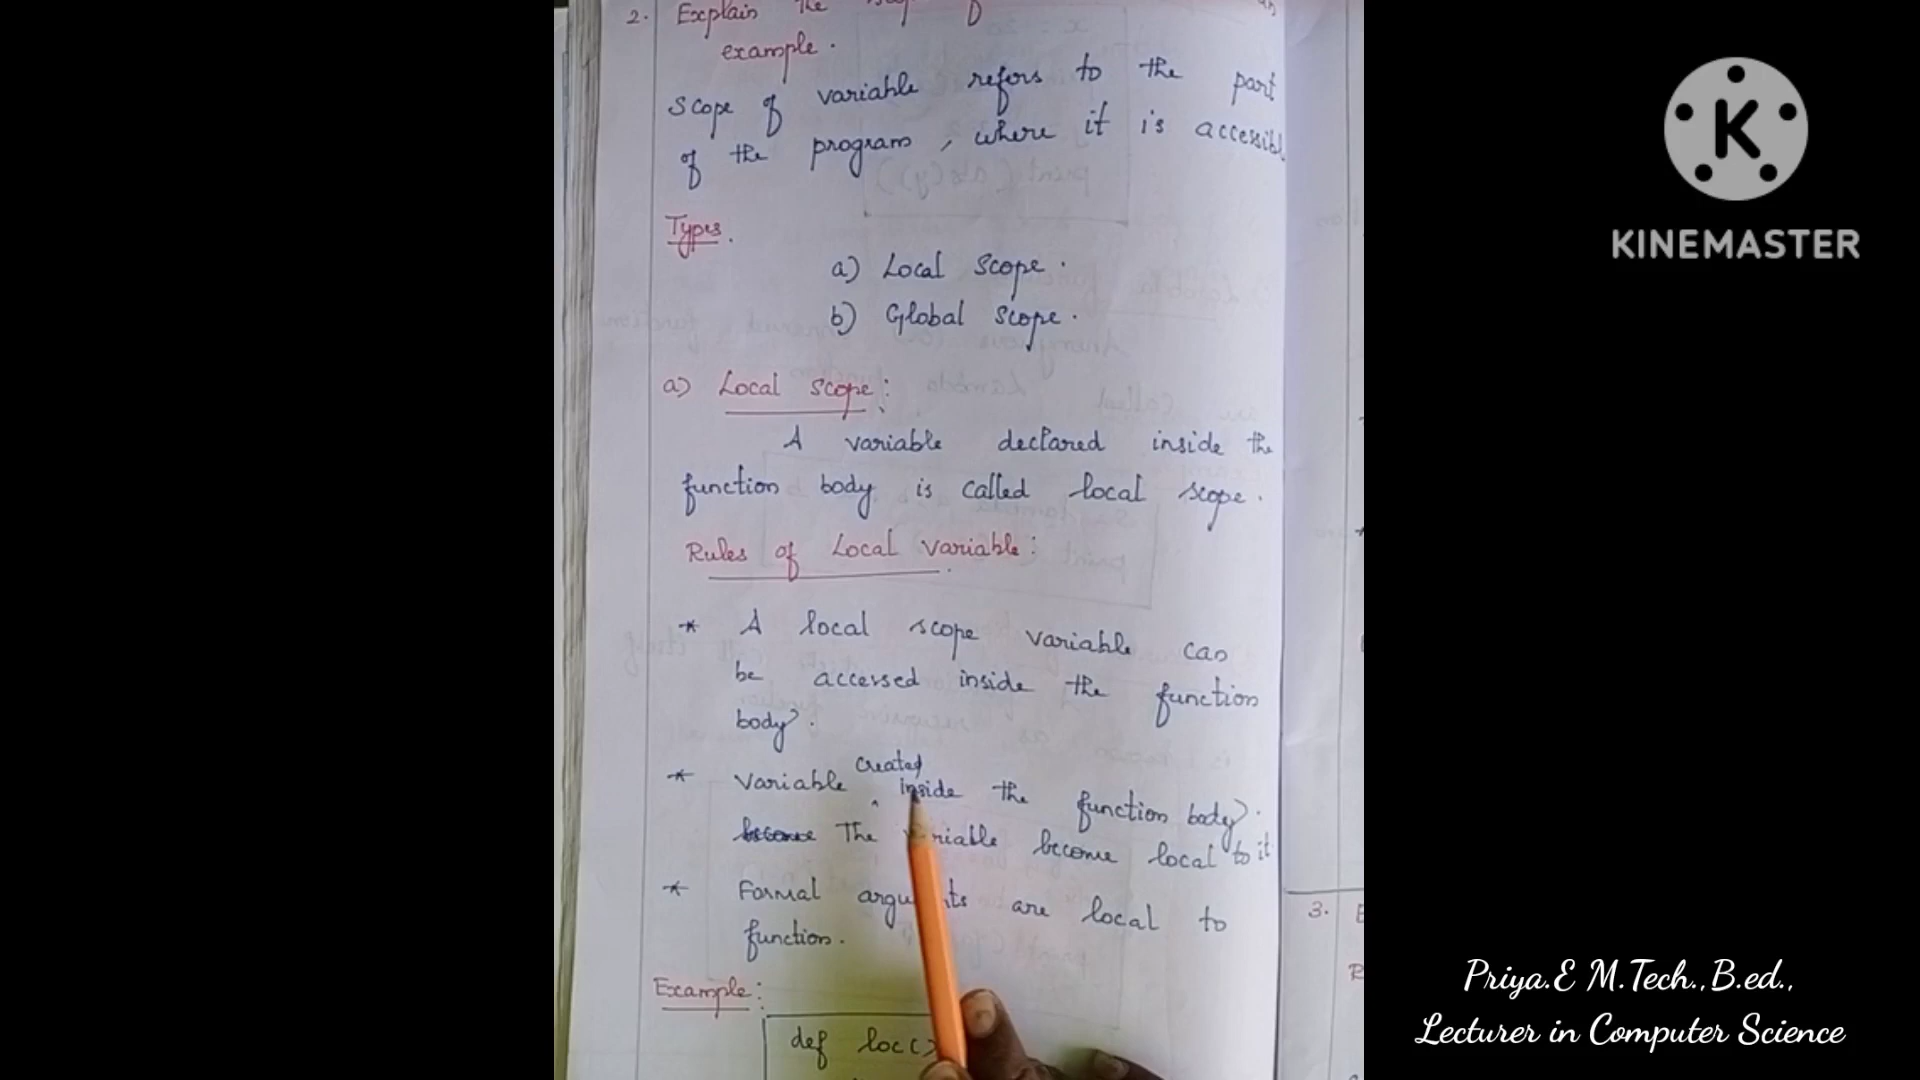 2. Explain the
example.
Scope of variable refers to the part
of the program, where it is accessibl
Types.
a) Local Scope.
b) Global Scope.
a) Local Scope:
A variable declared inside the
function body is called local scope.
Rules of Local Variable:
* A local scope variable can
be accessed inside the function
body.
created
* Variable inside the function body.
The variable become local to it
* Formal arguments are local to
function.
Example:
def loc()
3.
K
KINEMASTER
Priya.E M.Tech.,B.ed.,
Lecturer in Computer Science